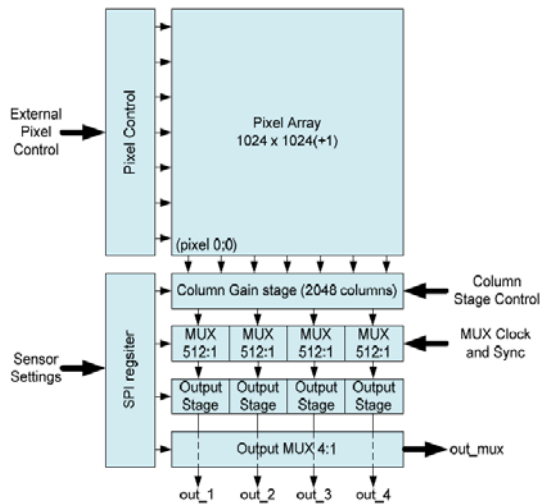 External
Pixel
Control
Pixel Control
Pixel Array
1024 x 1024(+1)
(pixel 0;0)
Column Gain stage (2048 columns)
Column
Stage Control
MUX
512:1
MUX
512:1
MUX
512:1
MUX
512:1
MUX Clock
and Sync
Sensor
Settings
SPI regsiter
Output
Stage
Output
Stage
Output
Stage
Output
Stage
Output MUX 4:1
out_mux
out_1
out_2
out_3
out_4